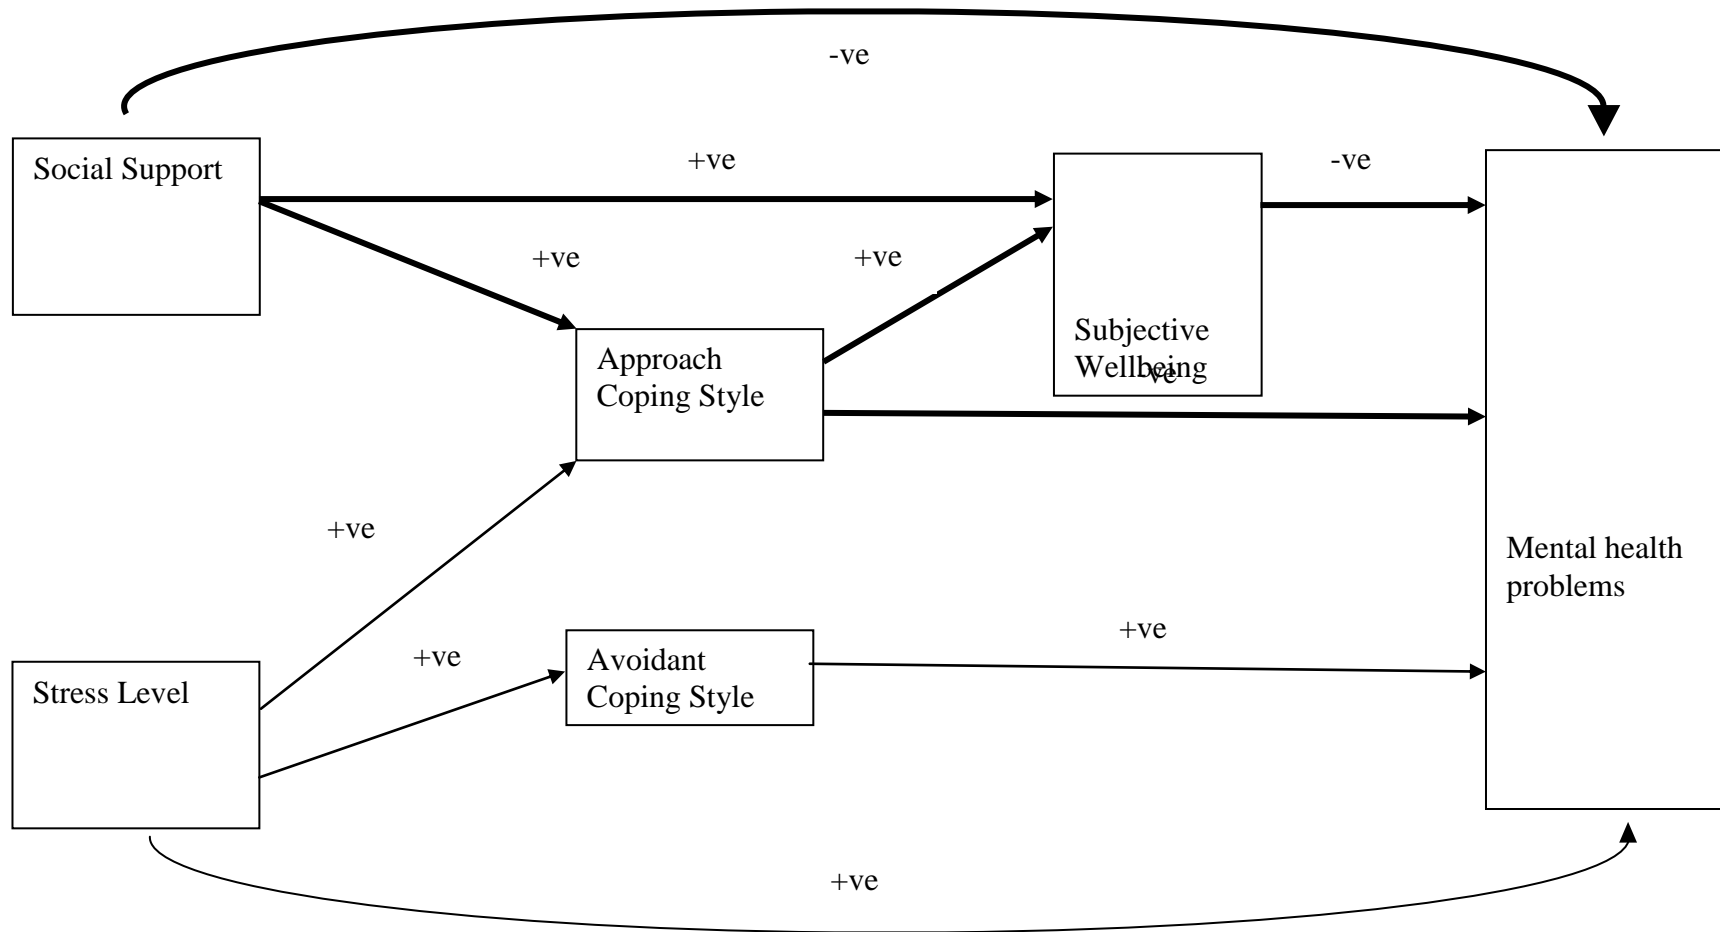 -ve
Social Support
+ve
-ve
+ve
+ve
Subjective
Wellbeing
-ve
Approach
Coping Style
+ve
Mental health
problems
+ve
+ve
Avoidant
Coping Style
Stress Level
+ve